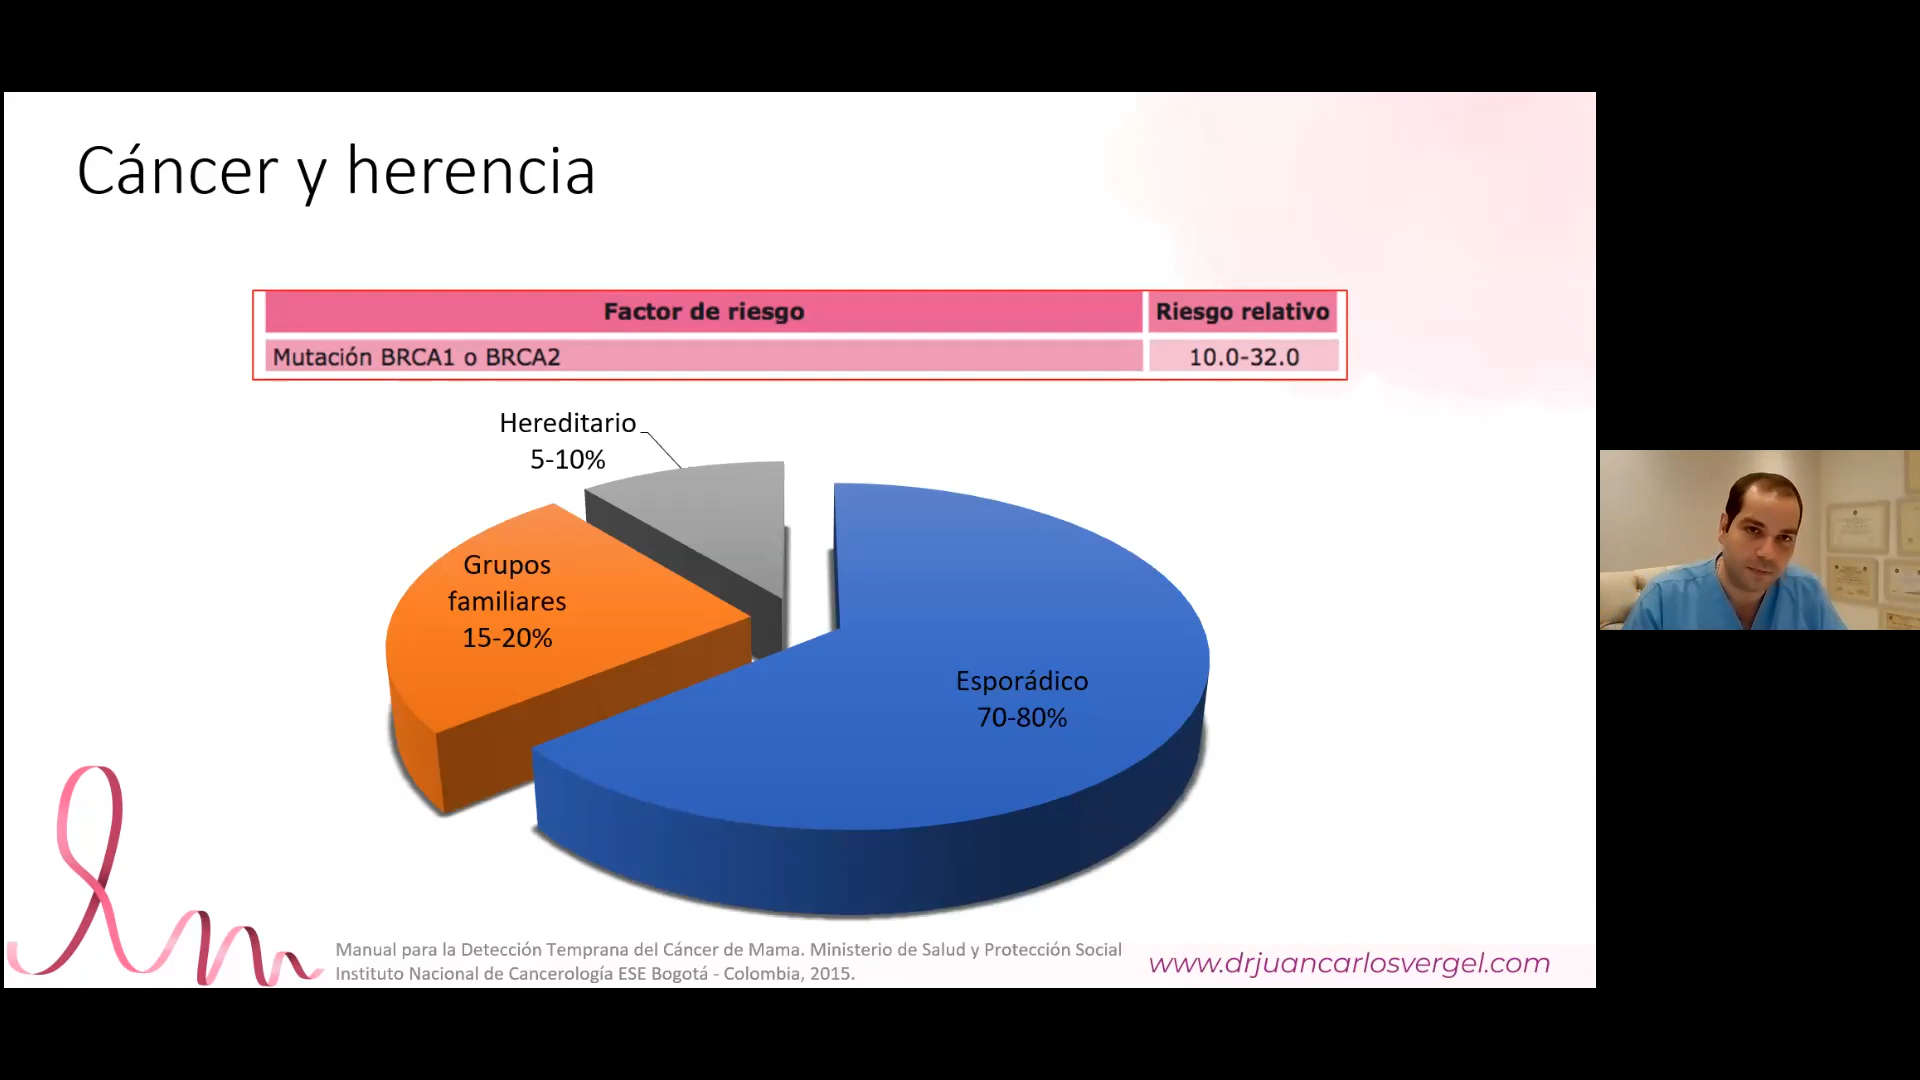 Cáncer y herencia
Factor de riesgo
Riesgo relativo
Mutación BRCA1 o BRCA2
10.0-32.0
Hereditario
5-10%
Grupos
familiares
15-20%
Esporádico
70-80%
Manual para la Detección Temprana del Cáncer de Mama. Ministerio de Salud y Protección Social
Instituto Nacional de Cancerología ESE Bogotá - Colombia, 2015.
www.drjuancarlosvergel.com